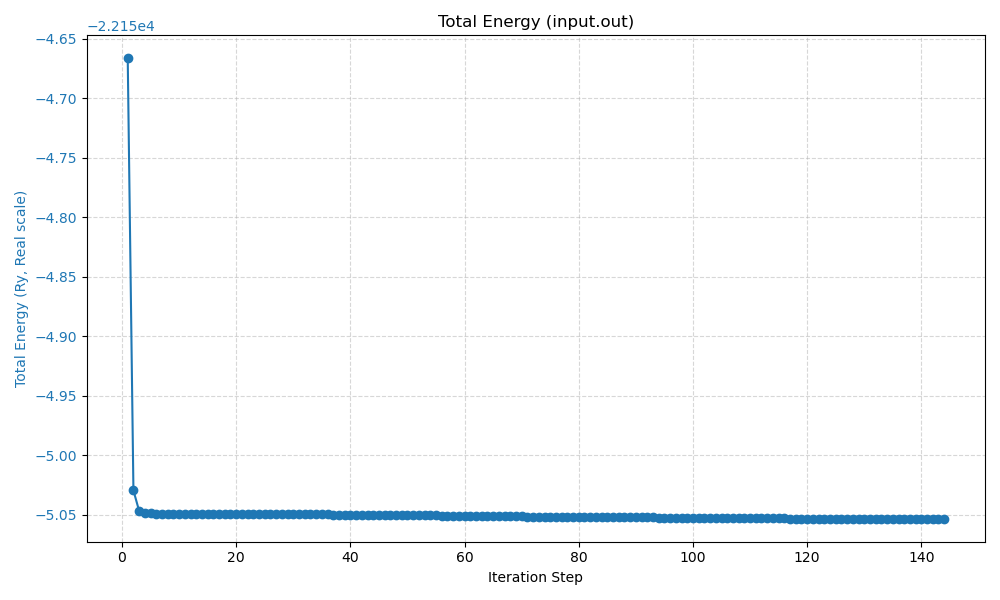 Total Energy (input.out)
−2.215e4
−4.65
−4.70
−4.75
−4.80
−4.85
−4.90
−4.95
−5.00
−5.05
Total Energy (Ry, Real scale)
0 20 40 60 80 100 120 140
Iteration Step